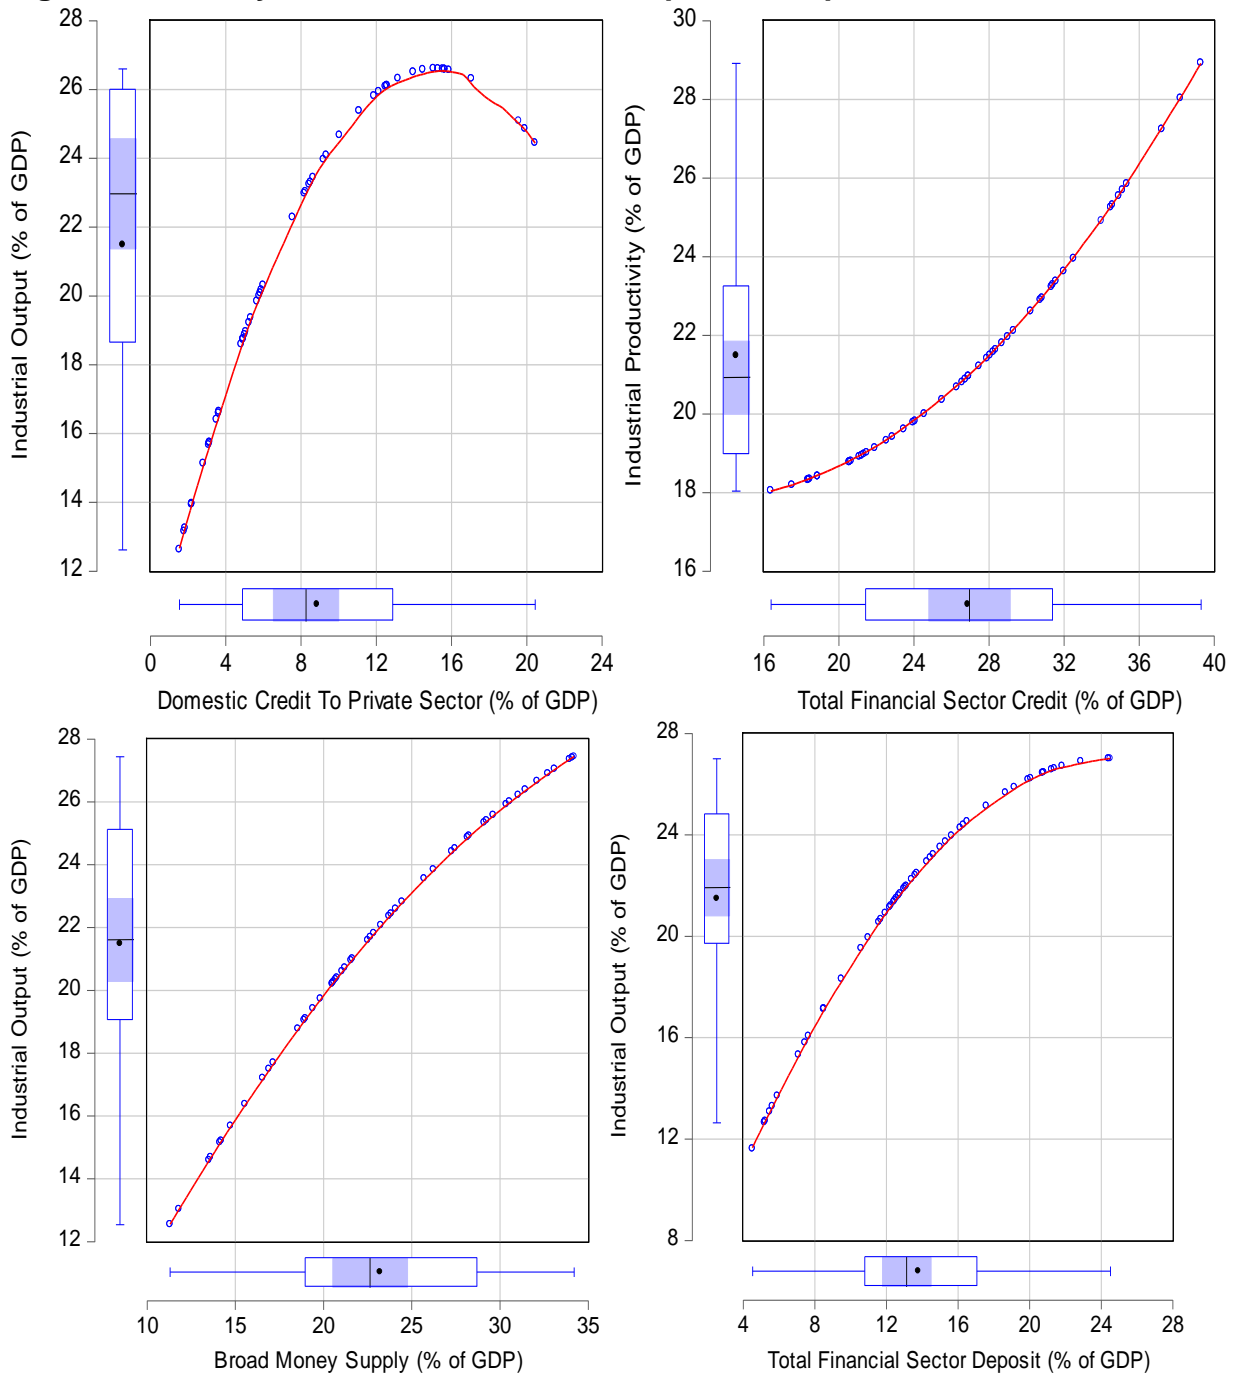 28
26
24
22
20
18
16
14
12
Industrial Output (% of GDP)
0 4 8 12 16 20 24
Domestic Credit To Private Sector (% of GDP)
30
28
26
24
22
20
18
16
Industrial Productivity (% of GDP)
16 20 24 28 32 36 40
Total Financial Sector Credit (% of GDP)
28
26
24
22
20
18
16
14
12
Industrial Output (% of GDP)
10 15 20 25 30 35
Broad Money Supply (% of GDP)
28
24
20
16
12
8
Industrial Output (% of GDP)
4 8 12 16 20 24 28
Total Financial Sector Deposit (% of GDP)